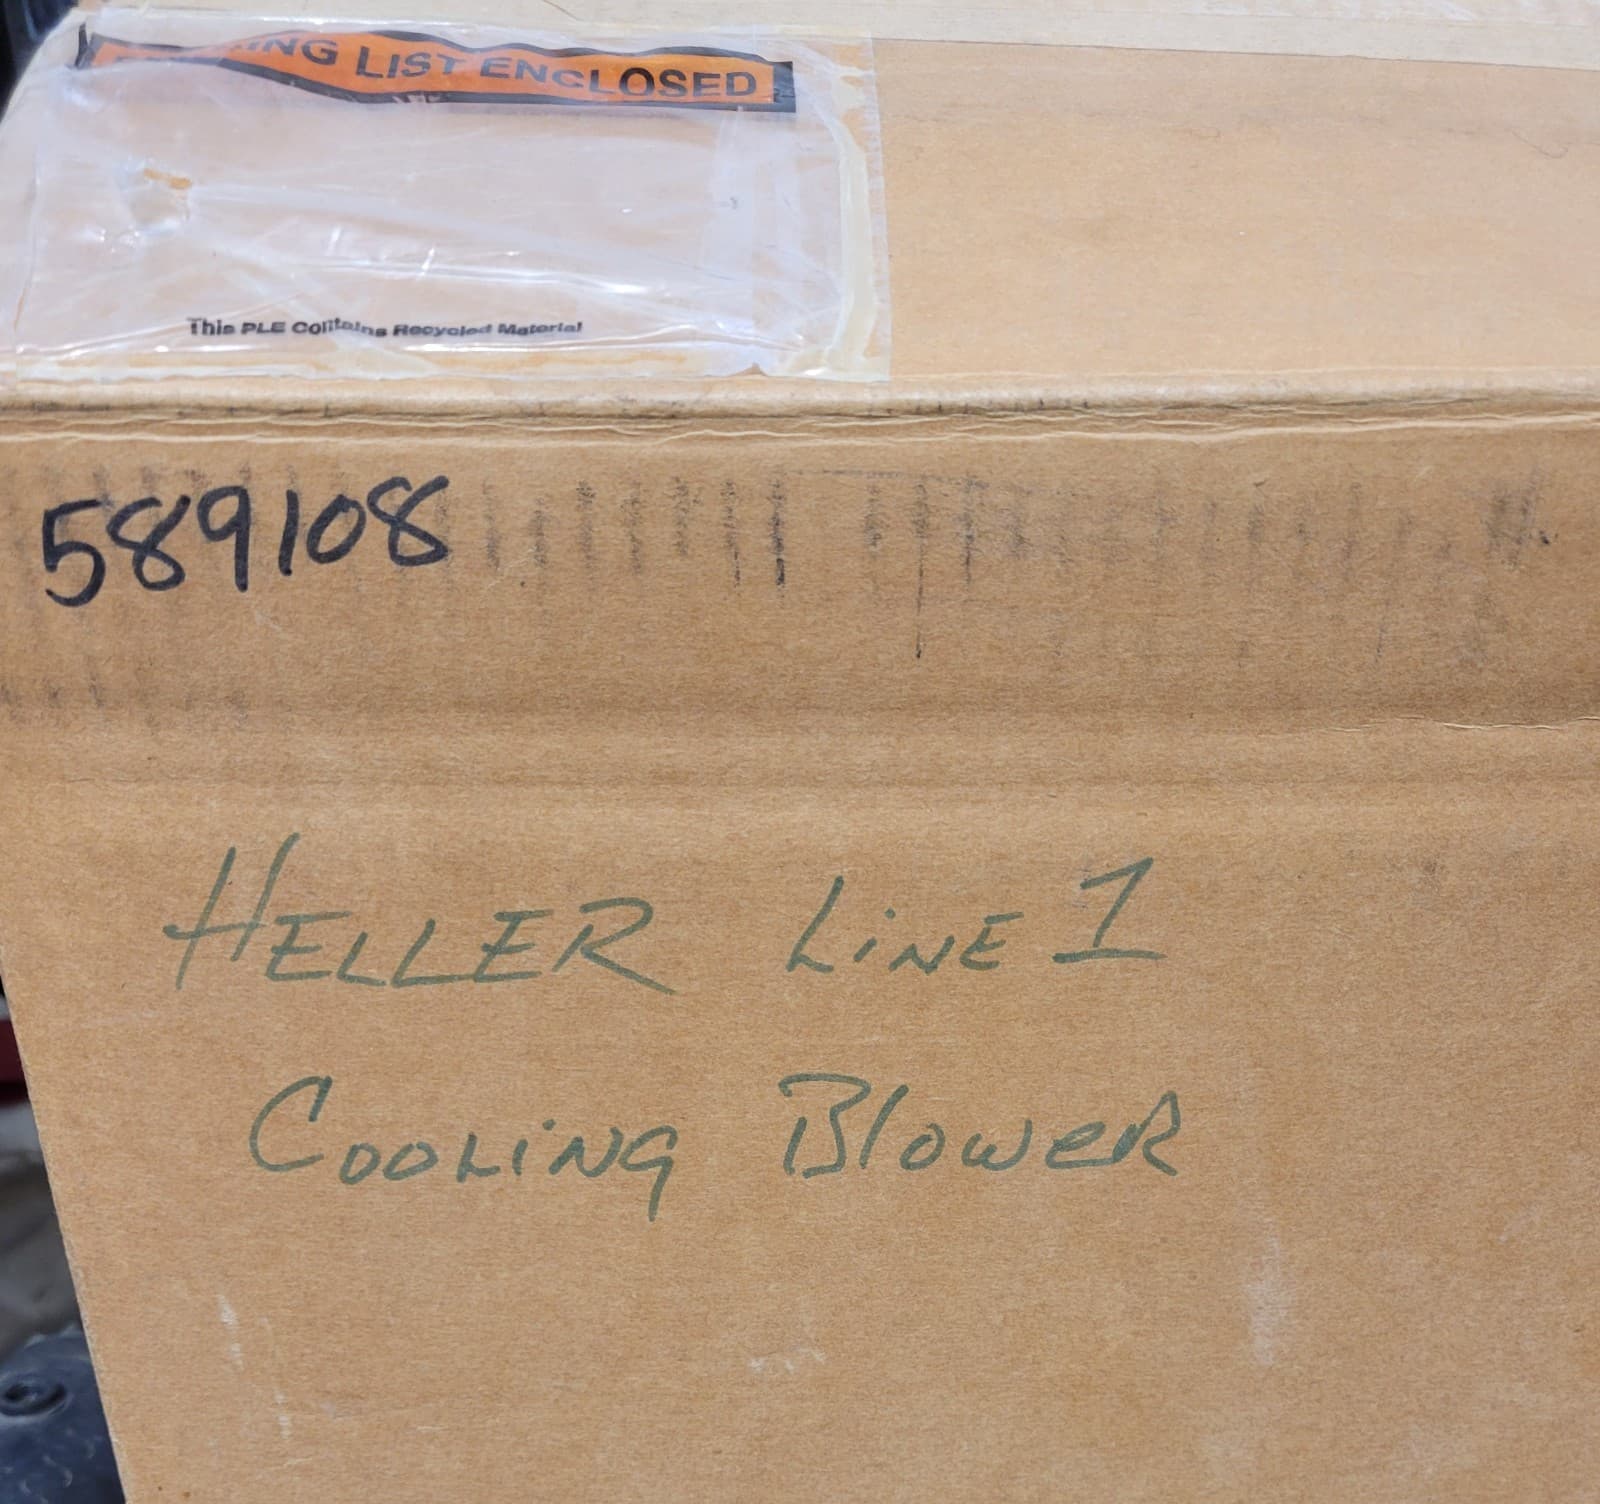 LIST ENCLOSED
This PLE Contains Recycled Material
589108
HELLER LiNE 1
COOLiNG BlOWeR